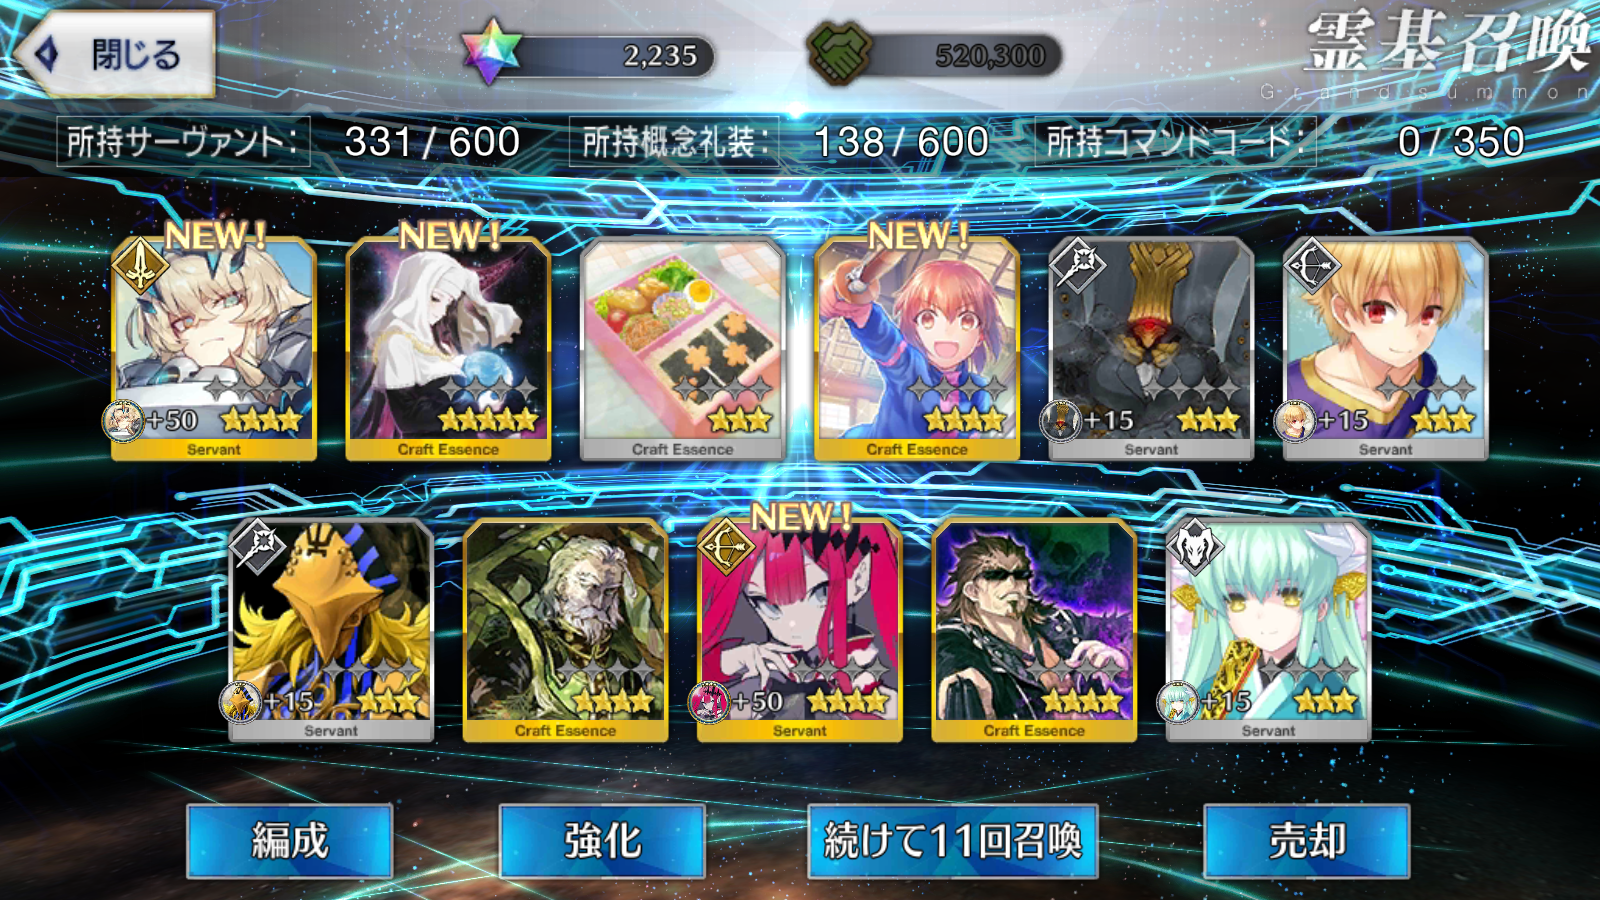 閉じる
2,235
520,300
霊基召喚
Grand summon
所持サーヴァント:
331 / 600
所持概念礼装:
138 / 600
所持コマンドコード:
0 / 350
NEW!
NEW!
NEW!
+50
+15
+15
Servant
Craft Essence
Craft Essence
Craft Essence
Servant
Servant
NEW!
+15
+50
+15
Servant
Craft Essence
Servant
Craft Essence
Servant
編成
強化
続けて11回召喚
売却